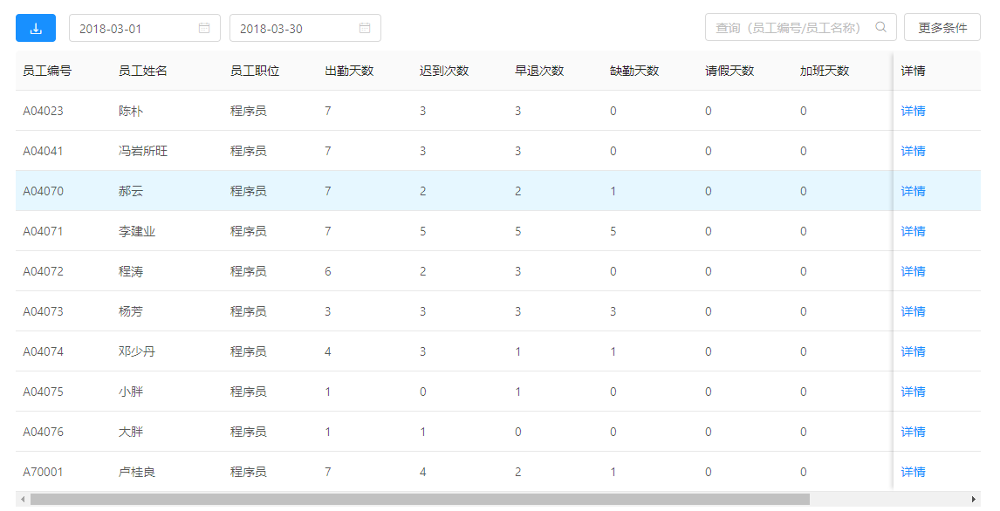 2018-03-01 2018-03-30 查询（员工编号/员工名称） 更多条件
员工编号 员工姓名 员工职位 出勤天数 迟到次数 早退次数 缺勤天数 请假天数 加班天数 详情
A04023 陈朴 程序员 7 3 3 0 0 0 详情
A04041 冯岩所旺 程序员 7 3 3 0 0 0 详情
A04070 郝云 程序员 7 2 2 1 0 0 详情
A04071 李建业 程序员 7 5 5 5 0 0 详情
A04072 程涛 程序员 6 2 3 0 0 0 详情
A04073 杨芳 程序员 3 3 3 3 0 0 详情
A04074 邓少丹 程序员 4 3 1 1 0 0 详情
A04075 小胖 程序员 1 0 1 0 0 0 详情
A04076 大胖 程序员 1 1 0 0 0 0 详情
A70001 卢桂良 程序员 7 4 2 1 0 0 详情